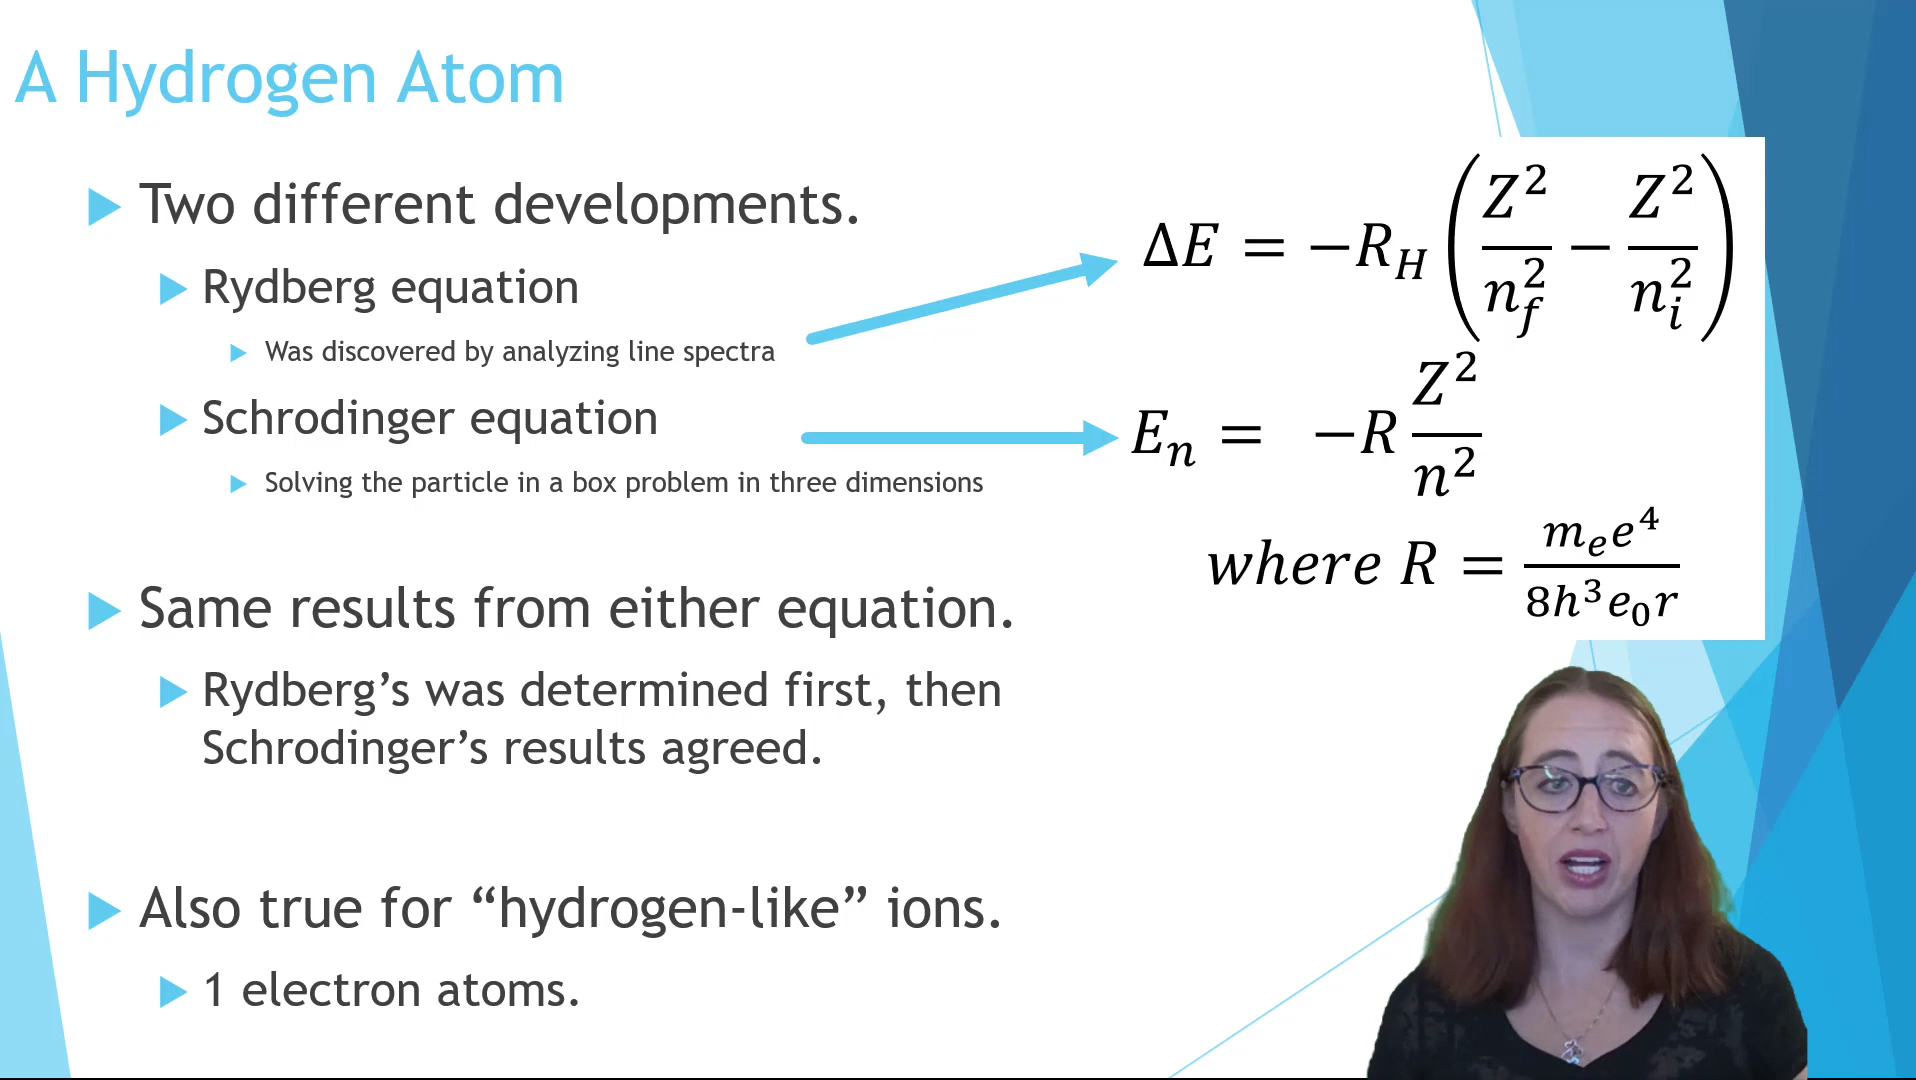 A Hydrogen Atom
Two different developments.
Rydberg equation
Was discovered by analyzing line spectra
Schrodinger equation
Solving the particle in a box problem in three dimensions
Same results from either equation.
Rydberg’s was determined first, then
Schrodinger’s results agreed.
Also true for “hydrogen-like” ions.
1 electron atoms.
ΔE = −R_H (Z²/n_f² − Z²/n_i²)
E_n = −R Z²/n²
where R = m_e e⁴/8h³e₀r